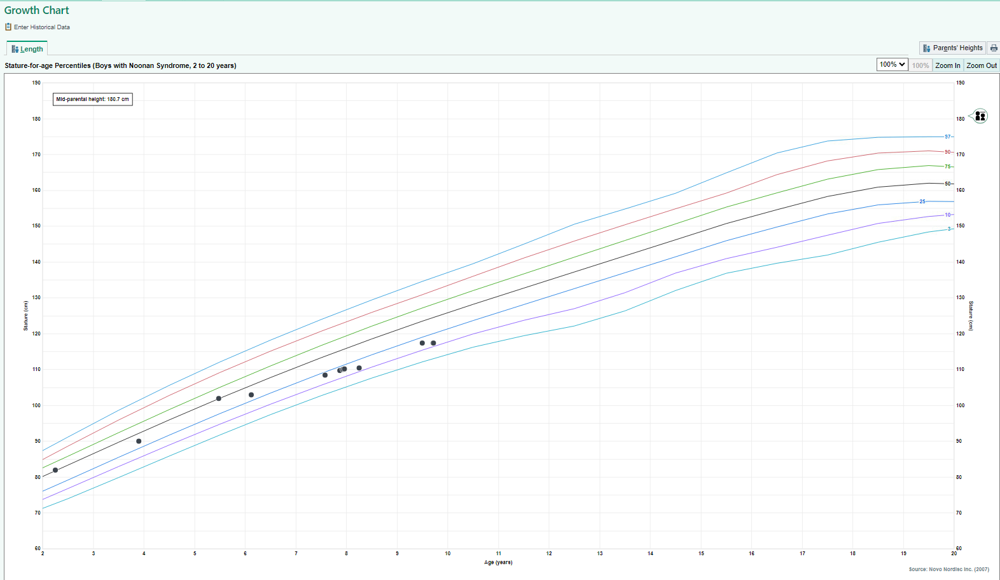 Growth Chart
Enter Historical Data
Length
Parents' Heights
Stature-for-age Percentiles (Boys with Noonan Syndrome, 2 to 20 years)
100% 100% Zoom In Zoom Out
190 190
Mid-parental height: 180.7 cm
180 180
97
170 90 170
75
160 50 160
25
10
150 3 150
140 140
130 130
Stature (cm) Stature (cm)
120 120
110 110
100 100
90 90
80 80
70 70
60 60
2 3 4 5 6 7 8 9 10 11 12 13 14 15 16 17 18 19 20
Age (years)
Source: Novo Nordisc Inc. (2007)